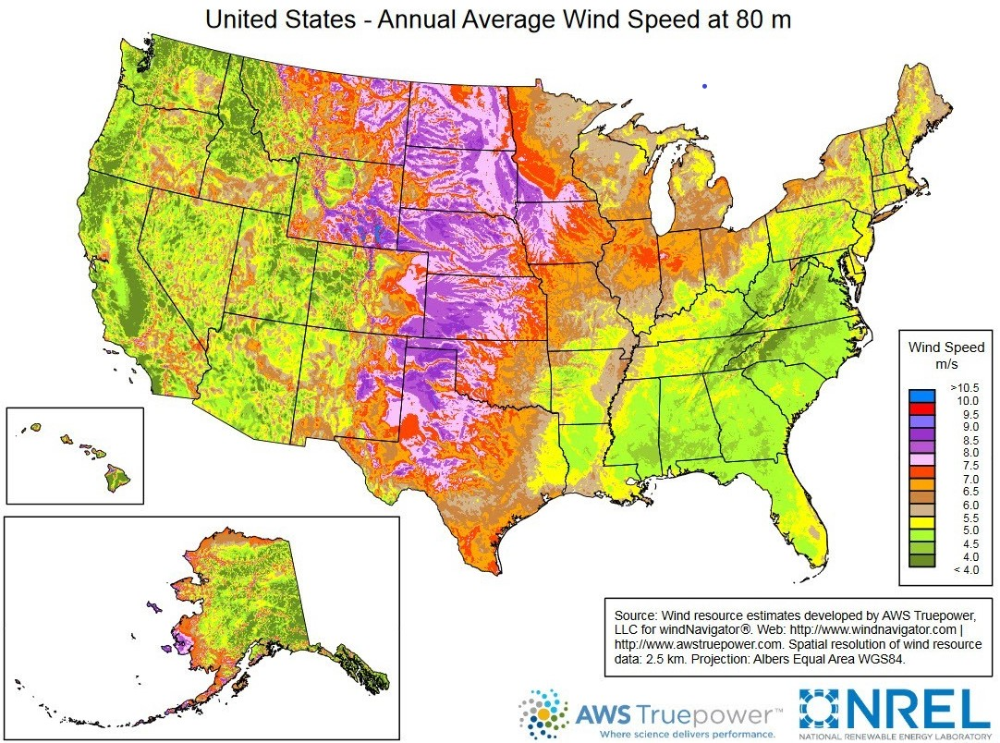 United States - Annual Average Wind Speed at 80 m
Wind Speed
m/s
>10.5
10.0
9.5
9.0
8.5
8.0
7.5
7.0
6.5
6.0
5.5
5.0
4.5
4.0
< 4.0
Source: Wind resource estimates developed by AWS Truepower,
LLC for windNavigator®. Web: http://www.windnavigator.com |
http://www.awstruepower.com. Spatial resolution of wind resource
data: 2.5 km. Projection: Albers Equal Area WGS84.
AWS Truepower™
Where science delivers performance.
NREL
NATIONAL RENEWABLE ENERGY LABORATORY